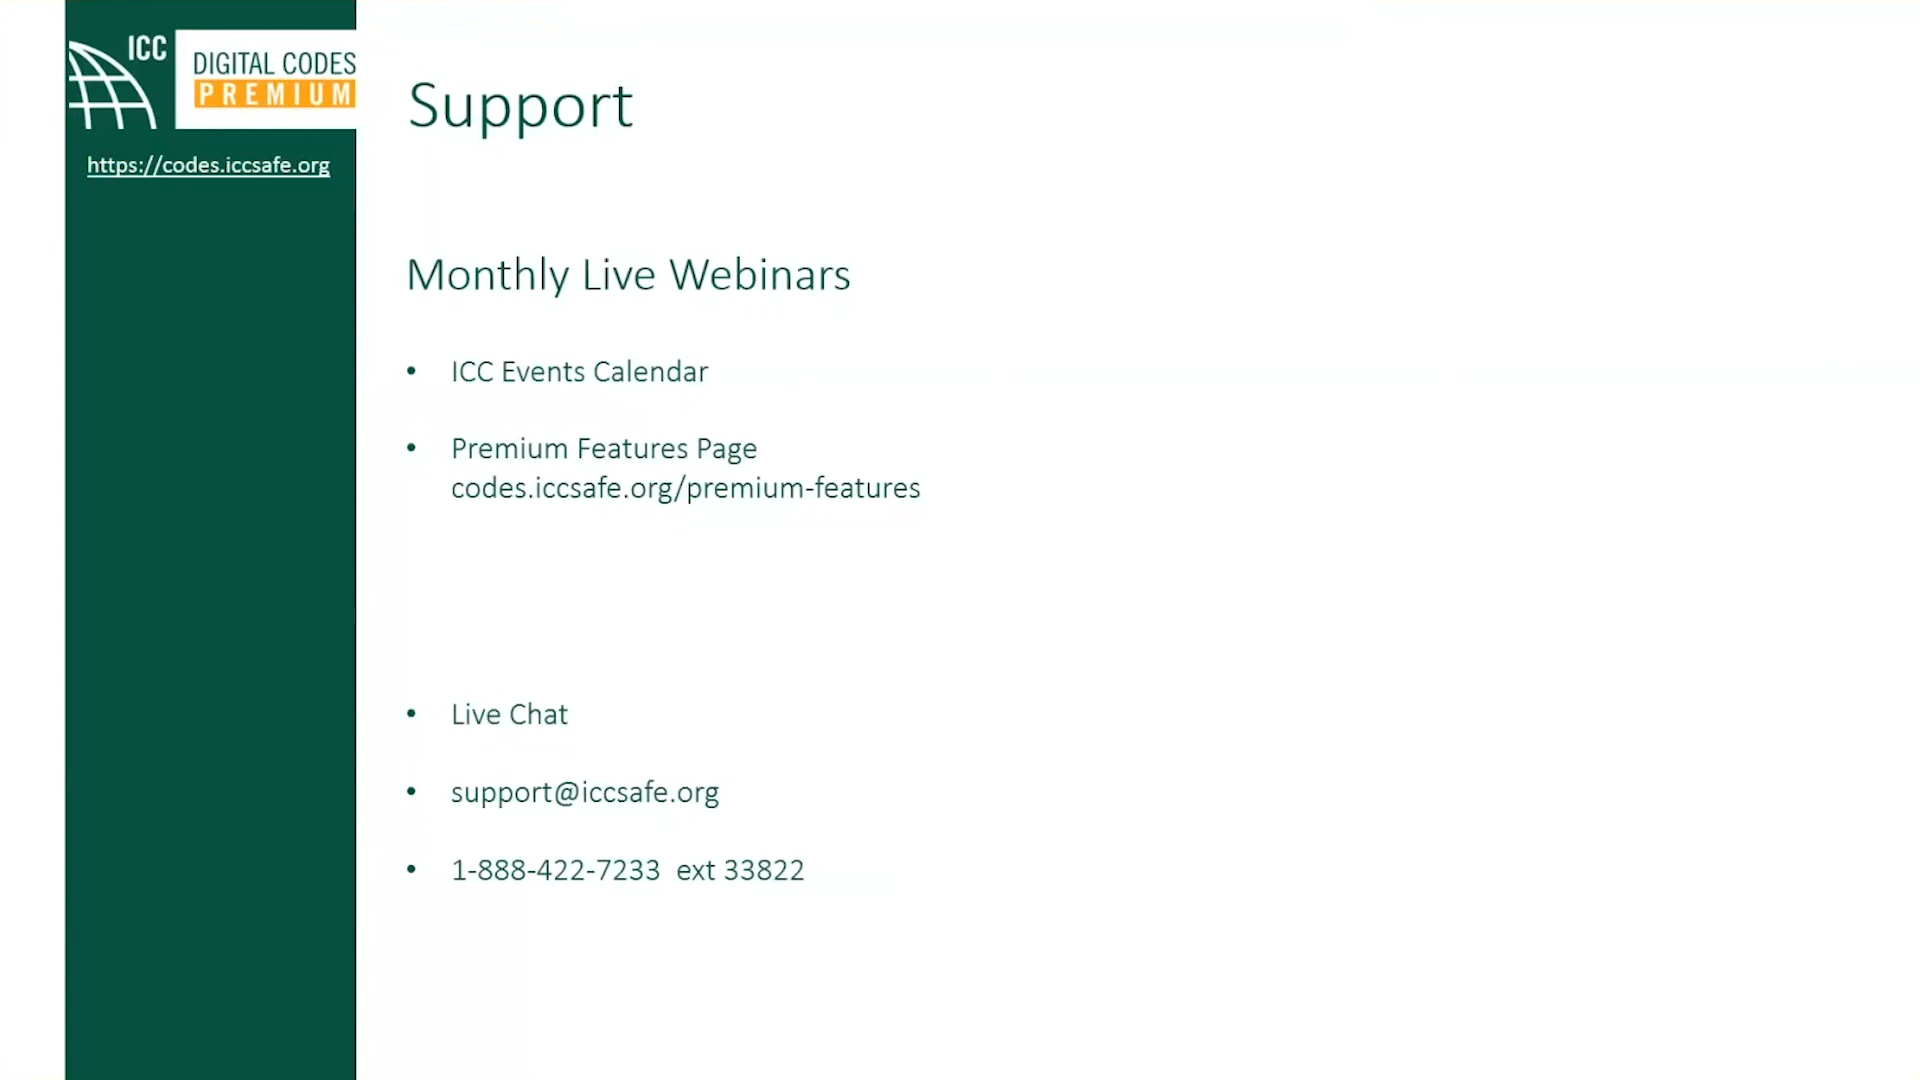 ICC
DIGITAL CODES
PREMIUM
https://codes.iccsafe.org
Support
Monthly Live Webinars
• ICC Events Calendar
• Premium Features Page
codes.iccsafe.org/premium-features
• Live Chat
• support@iccsafe.org
• 1-888-422-7233  ext 33822